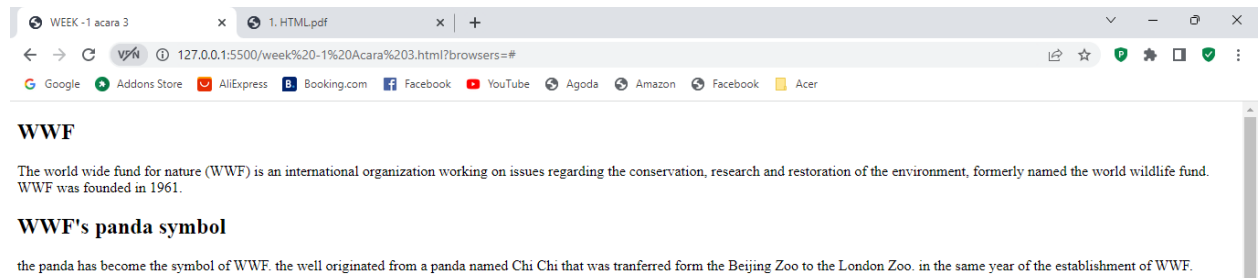 WEEK -1 acara 3
1. HTML.pdf
VPN 127.0.0.1:5500/week%20-1%20Acara%203.html?browsers=#
Google Addons Store AliExpress B. Booking.com Facebook YouTube Agoda Amazon Facebook Acer
WWF
The world wide fund for nature (WWF) is an international organization working on issues regarding the conservation, research and restoration of the environment, formerly named the world wildlife fund.
WWF was founded in 1961.
WWF's panda symbol
the panda has become the symbol of WWF. the well originated from a panda named Chi Chi that was tranferred form the Beijing Zoo to the London Zoo. in the same year of the establishment of WWF.